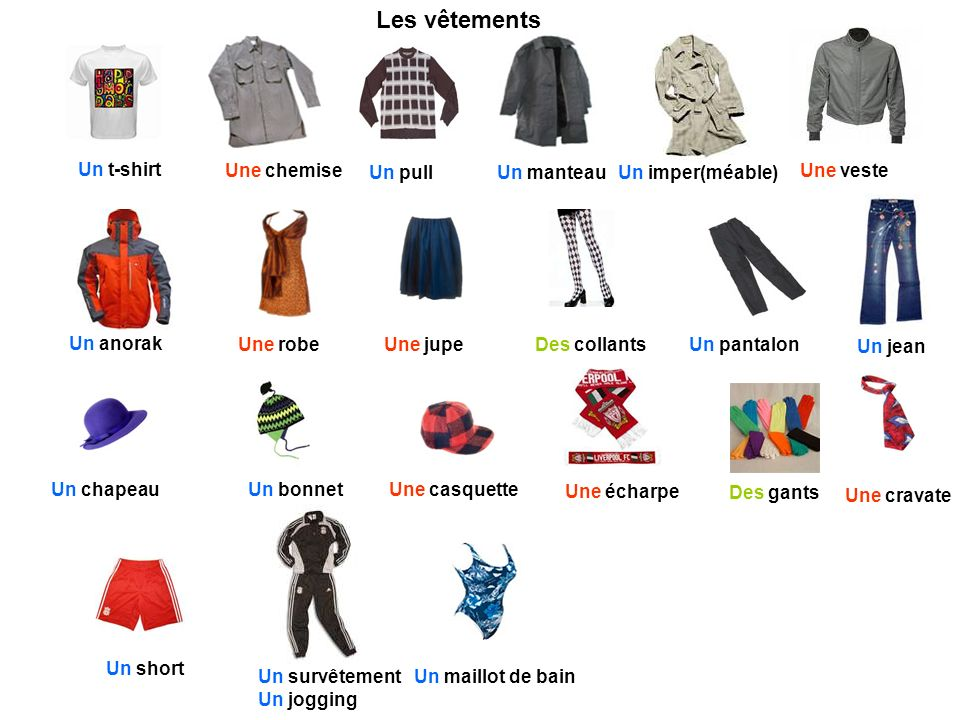 Les vêtements
Un t-shirt
Une chemise
Un pull
Un manteau
Un imper(méable)
Une veste
Un anorak
Une robe
Une jupe
Des collants
Un pantalon
Un jean
Un chapeau
Un bonnet
Une casquette
Une écharpe
LIVERPOOL FC
Des gants
Une cravate
Un short
Un survêtement
Un jogging
Un maillot de bain